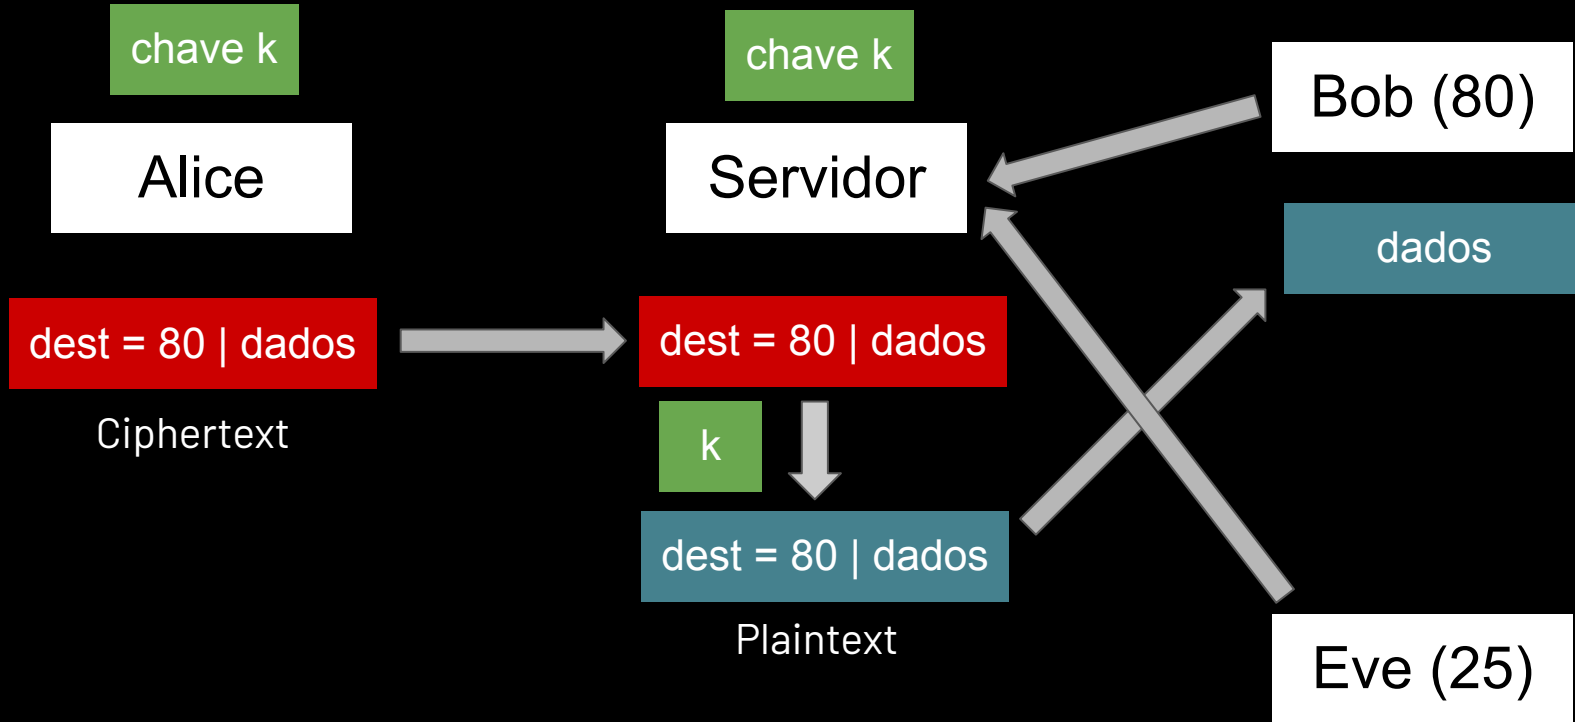 chave k
chave k
Bob (80)
Alice
Servidor
dados
dest = 80 | dados
dest = 80 | dados
Ciphertext
k
dest = 80 | dados
Plaintext
Eve (25)